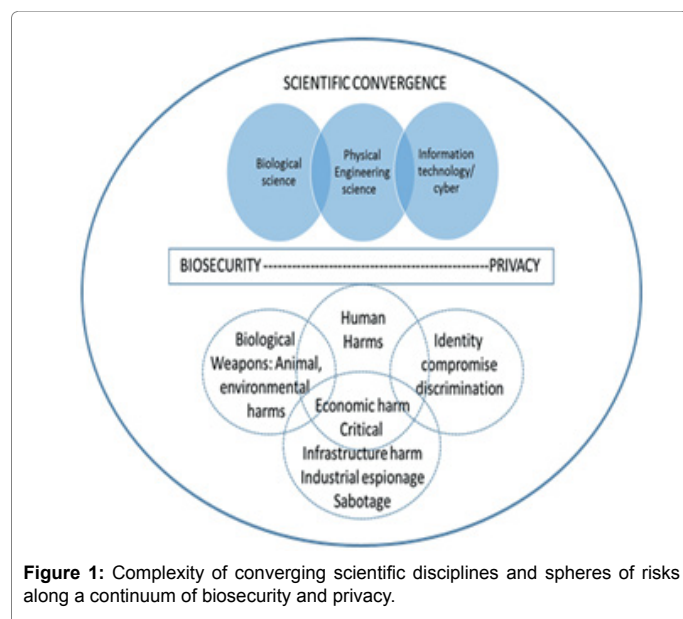 SCIENTIFIC CONVERGENCE
Biological
science
Physical
Engineering
science
Information
technology/
cyber
BIOSECURITY--------------------------------------------------PRIVACY
Human
Harms
Biological
Weapons: Animal,
environmental
harms
Identity
compromise
discrimination
Economic harm
Critical
Infrastructure harm
Industrial espionage
Sabotage
Figure 1: Complexity of converging scientific disciplines and spheres of risks
along a continuum of biosecurity and privacy.